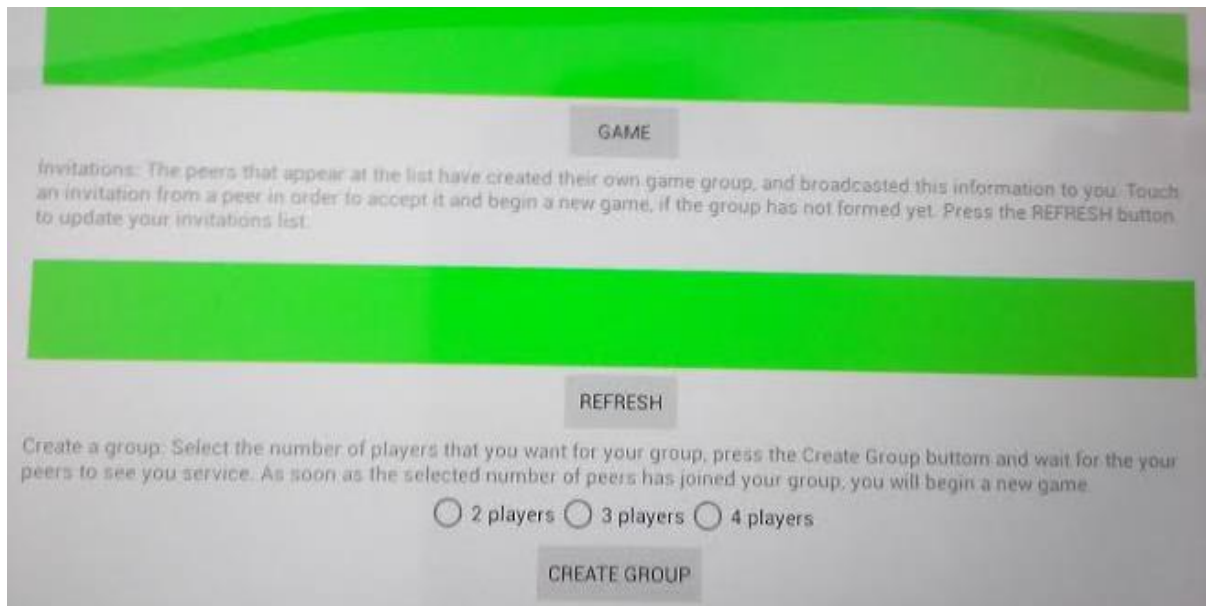 GAME
Invitations: The peers that appear at the list have created their own game group, and broadcasted this information to you. Touch
an invitation from a peer in order to accept it and begin a new game, if the group has not formed yet. Press the REFRESH button
to update your invitations list.
REFRESH
Create a group: Select the number of players that you want for your group, press the Create Group buttom and wait for the your
peers to see you service. As soon as the selected number of peers has joined your group, you will begin a new game.
2 players 3 players 4 players
CREATE GROUP